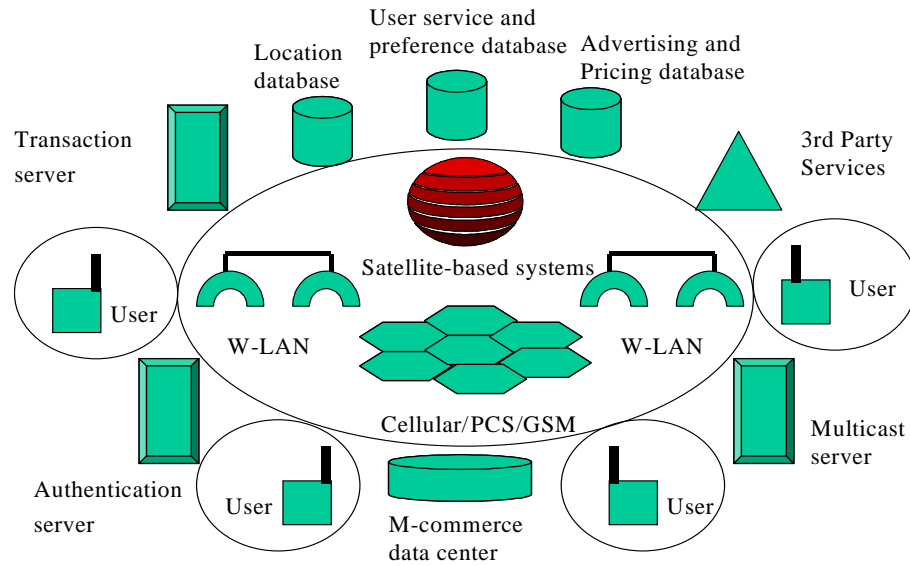 User service and
preference database
Advertising and
Pricing database
Location
database
Transaction
server
3rd Party
Services
Satellite-based systems
User
User
W-LAN
W-LAN
Cellular/PCS/GSM
Multicast
server
Authentication
server
User
User
M-commerce
data center